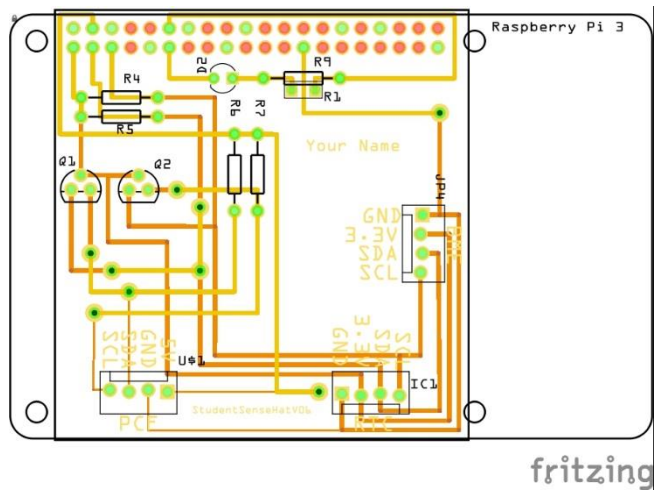 Raspberry Pi 3
D2
R9
R4
R1
R6
R7
R5
Your Name
Q1
Q2
JP4
GND
3.3V
SDA
SCL
GND
3.3V
SDA
SCL
SCL
SDA
GND
5V
U$1
IC1
StudentSenseHatV06
PCF
RTC
fritzing